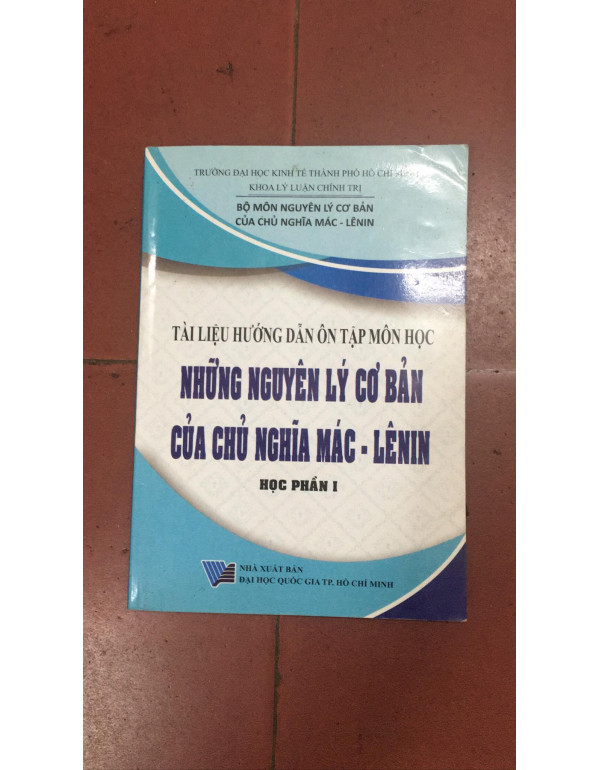 TRƯỜNG ĐẠI HỌC KINH TẾ THÀNH PHỐ HỒ CHÍ MINH
KHOA LÝ LUẬN CHÍNH TRỊ
BỘ MÔN NGUYÊN LÝ CƠ BẢN
CỦA CHỦ NGHĨA MÁC - LÊNIN
TÀI LIỆU HƯỚNG DẪN ÔN TẬP MÔN HỌC
NHỮNG NGUYÊN LÝ CƠ BẢN
CỦA CHỦ NGHĨA MÁC - LÊNIN
HỌC PHẦN I
NHÀ XUẤT BẢN
ĐẠI HỌC QUỐC GIA TP. HỒ CHÍ MINH